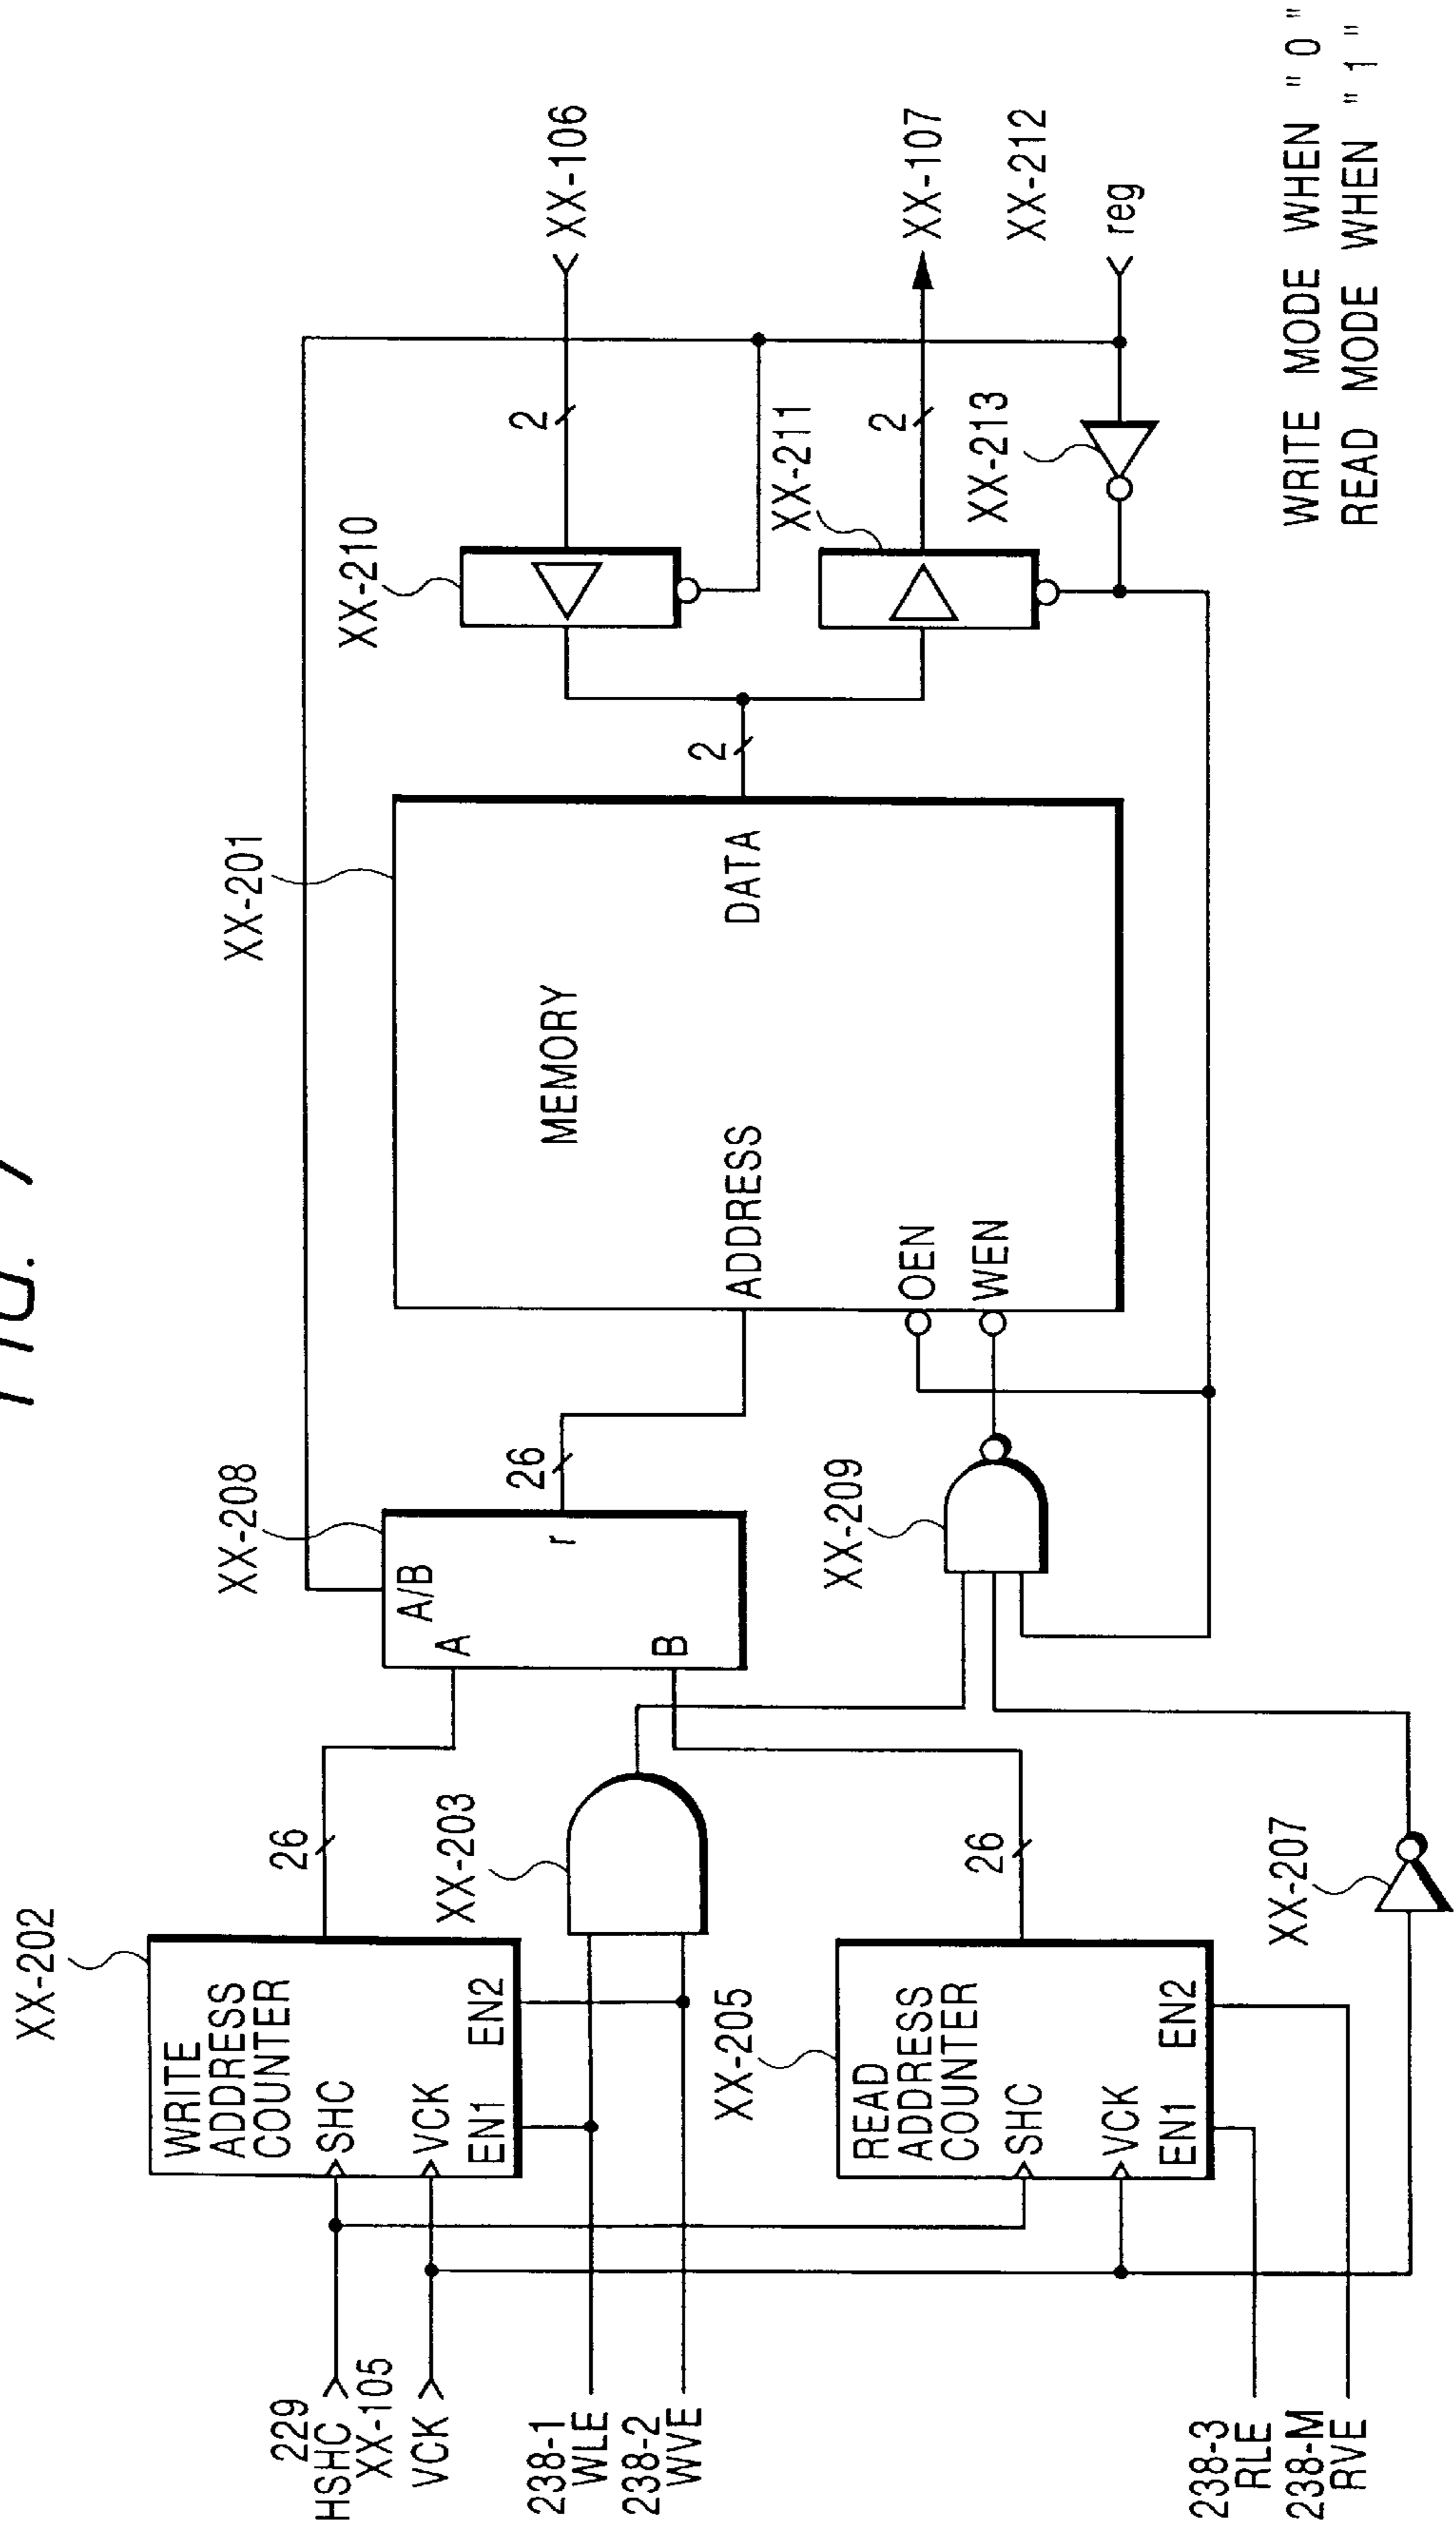 FIG. 7
XX-202
WRITE
ADDRESS
COUNTER
SHC
VCK
EN1
EN2
26
229
HSHC
XX-105
VCK
238-1
WLE
238-2
WVE
XX-203
XX-205
READ
ADDRESS
COUNTER
SHC
VCK
EN1
EN2
26
238-3
RLE
238-M
RVE
XX-207
XX-208
A/B
A
B
r
26
XX-209
XX-201
MEMORY
ADDRESS
DATA
OEN
WEN
2
XX-210
2
XX-106
XX-211
2
XX-107
XX-212
reg
XX-213
WRITE MODE WHEN "0"
READ MODE WHEN "1"